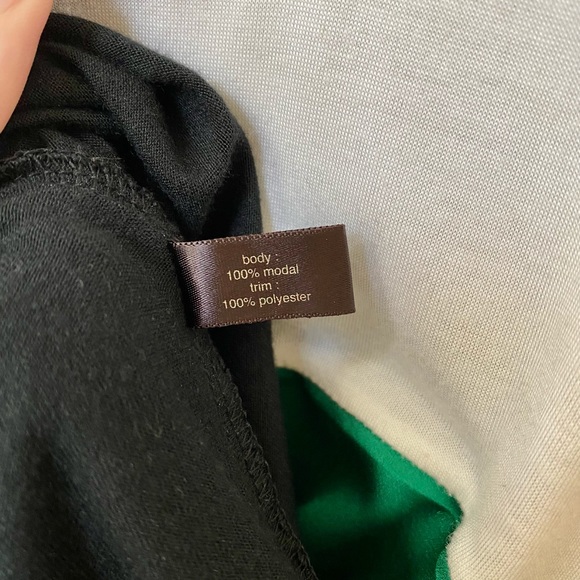 body :
100% modal
trim :
100% polyester